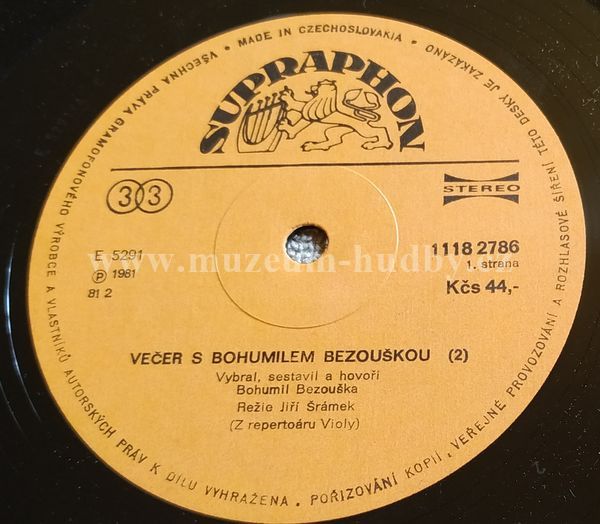 VŠECHNA PRÁVA GRAMOFONOVÉHO VÝROBCE A VLASTNÍKŮ AUTORSKÝCH PRÁV K DÍLU VYHRAŽENA. POŘIZOVÁNÍ KOPIÍ, VEŘEJNÉ PROVOZOVÁNÍ A ROZHLASOVÉ ŠÍŘENÍ TÉTO DESKY JE ZAKÁZÁNO
• MADE IN CZECHOSLOVAKIA •
SUPRAPHON
33
STEREO
E 5291
Ⓟ 1981
81 2
1118 2786
1. strana
Kčs 44,-
www.muzeum-hudby.cz
VEČER S BOHUMILEM BEZOUŠKOU (2)
Vybral, sestavil a hovoří
Bohumil Bezouška
Režie Jiří Šrámek
(Z repertoáru Violy)